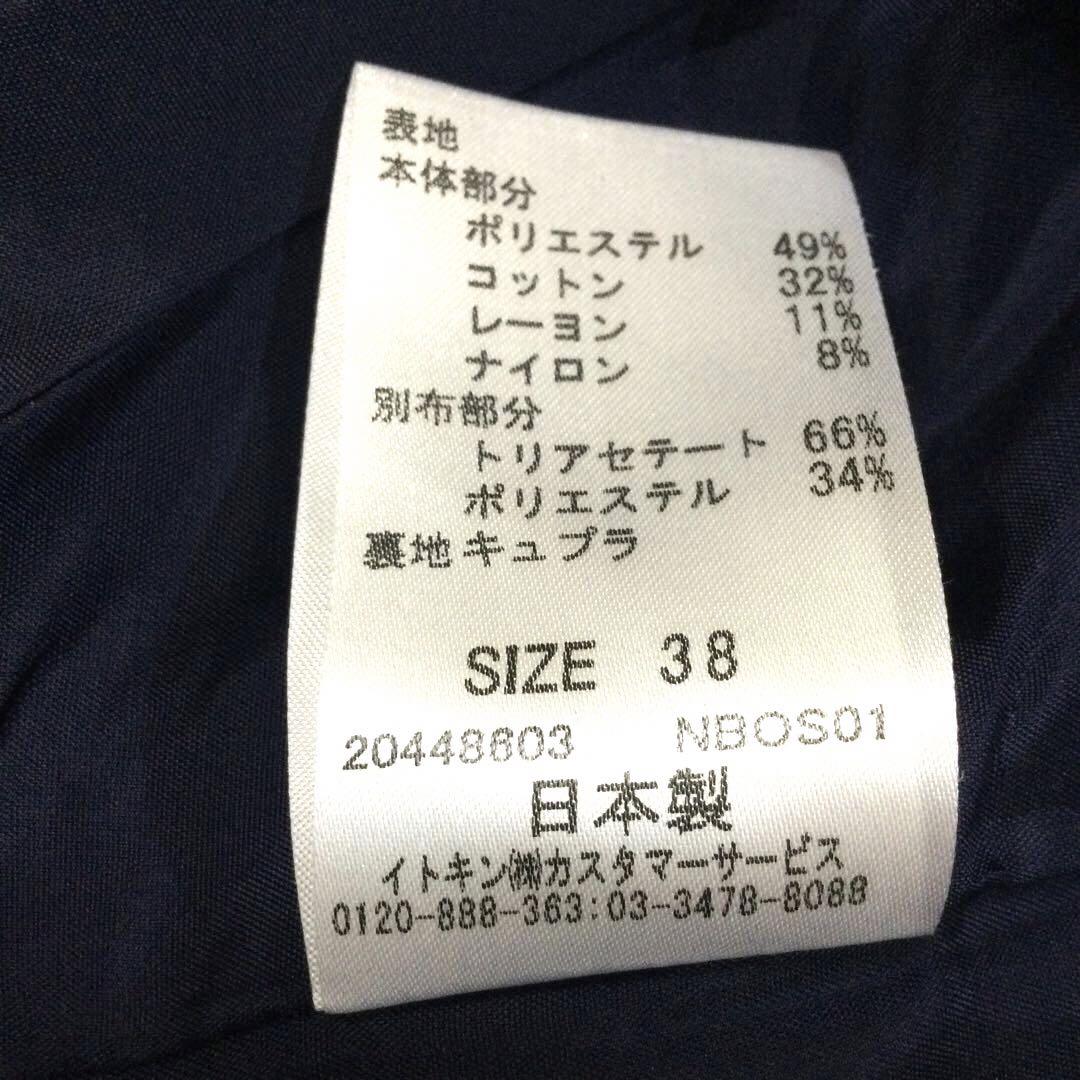 表地
本体部分
ポリエステル 49%
コットン 32%
レーヨン 11%
ナイロン 8%
別布部分
トリアセテート 66%
ポリエステル 34%
裏地キュプラ
SIZE 38
20448603 NBOS01
日本製
イトキン㈱カスタマーサービス
0120-888-363:03-3478-8088